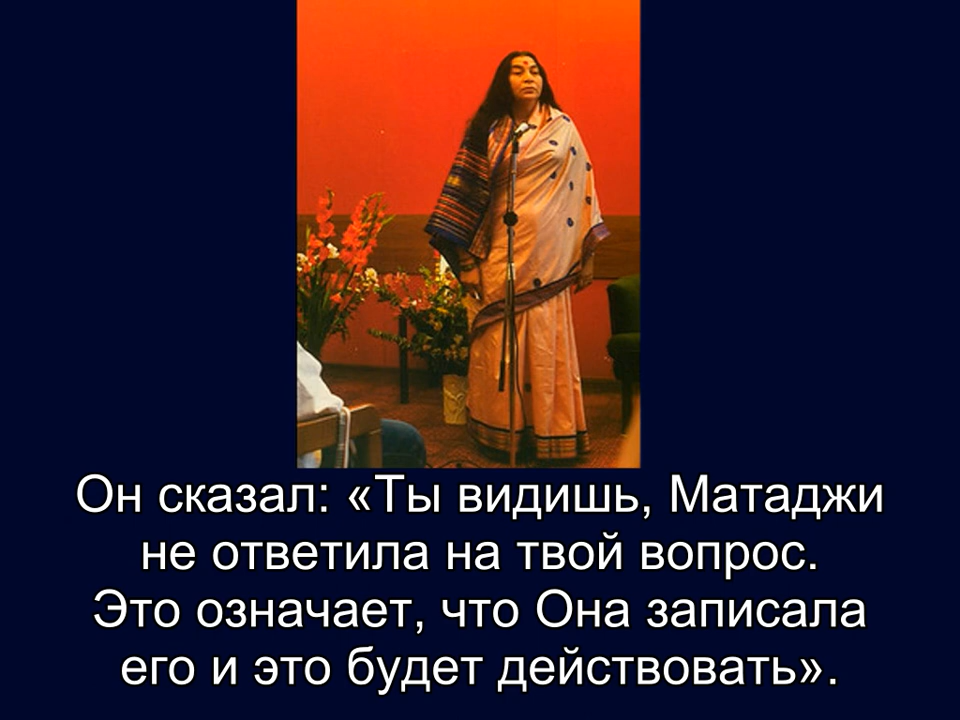 Он сказал: «Ты видишь, Матаджи
не ответила на твой вопрос.
Это означает, что Она записала
его и это будет действовать».